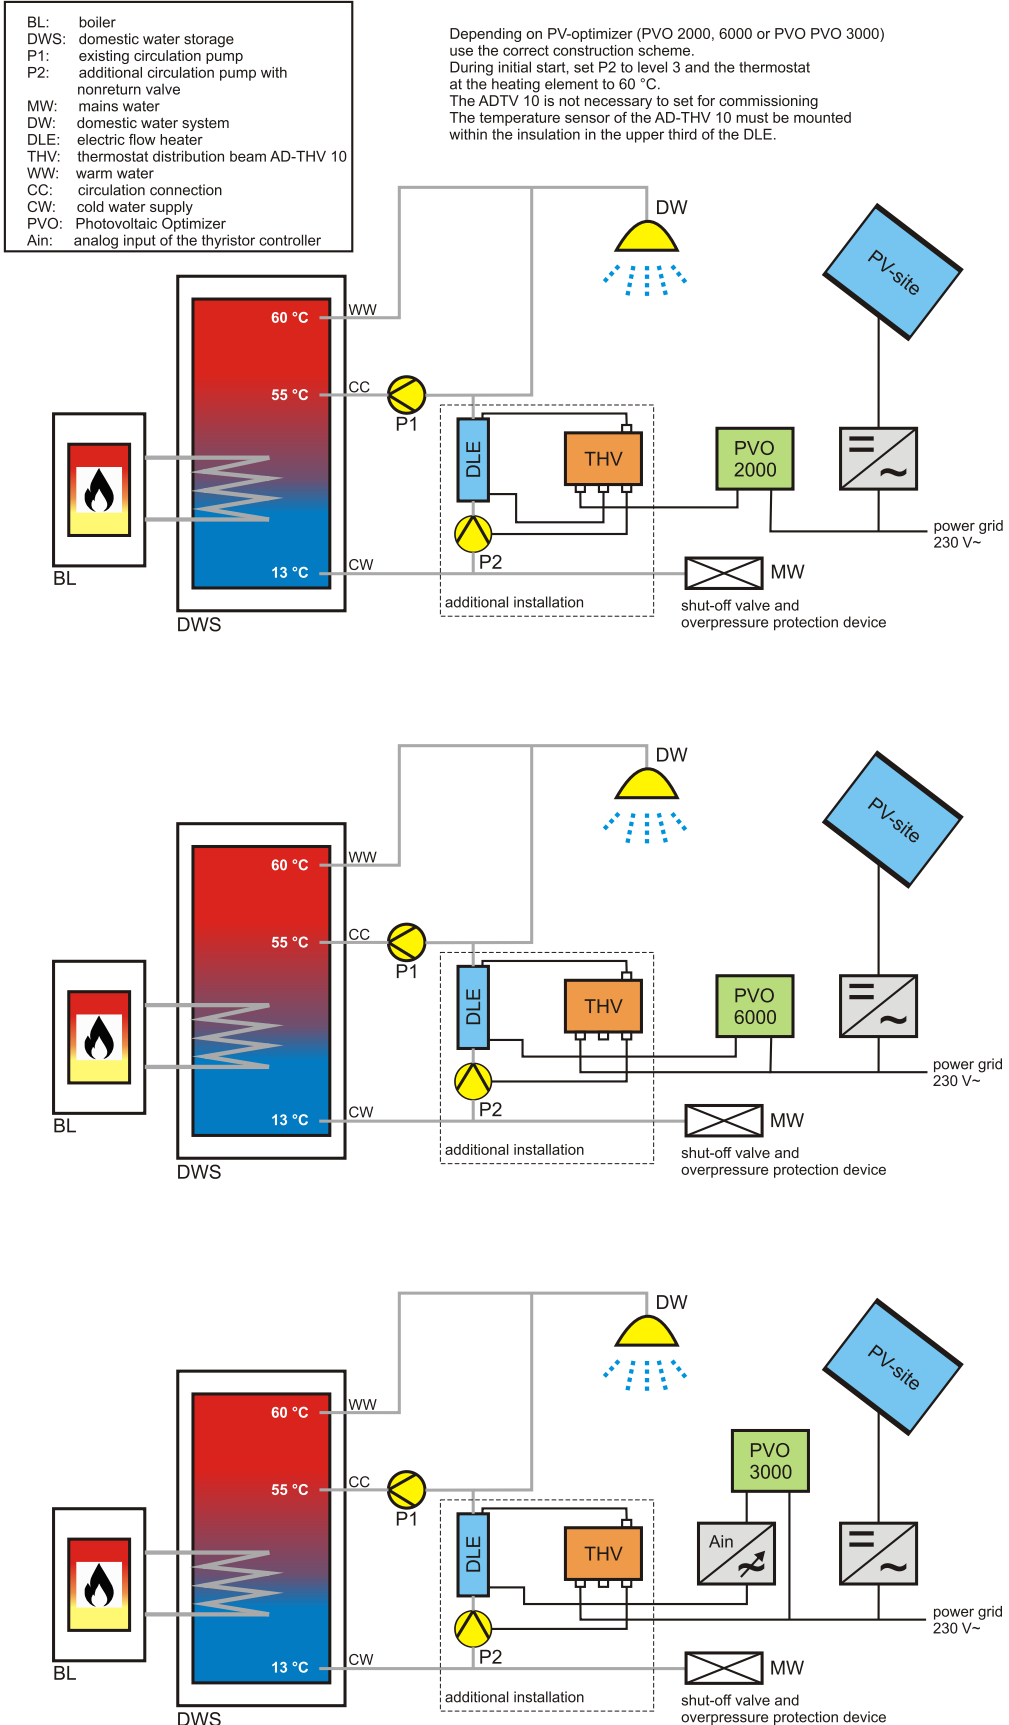 BL: boiler
DWS: domestic water storage
P1: existing circulation pump
P2: additional circulation pump with
nonreturn valve
MW: mains water
DW: domestic water system
DLE: electric flow heater
THV: thermostat distribution beam AD-THV 10
WW: warm water
CC: circulation connection
CW: cold water supply
PVO: Photovoltaic Optimizer
Ain: analog input of the thyristor controller
Depending on PV-optimizer (PVO 2000, 6000 or PVO PVO 3000)
use the correct construction scheme.
During initial start, set P2 to level 3 and the thermostat
at the heating element to 60 °C.
The ADTV 10 is not necessary to set for commissioning
The temperature sensor of the AD-THV 10 must be mounted
within the insulation in the upper third of the DLE.
DW
PV-site
60 °C
WW
55 °C
CC
P1
DLE
THV
PVO
2000
power grid
230 V~
P2
13 °C
CW
MW
BL
additional installation
shut-off valve and
overpressure protection device
DWS
DW
PV-site
60 °C
WW
55 °C
CC
P1
DLE
THV
PVO
6000
power grid
230 V~
P2
13 °C
CW
MW
BL
additional installation
shut-off valve and
overpressure protection device
DWS
DW
PV-site
60 °C
WW
PVO
3000
55 °C
CC
P1
Ain
DLE
THV
power grid
230 V~
P2
13 °C
CW
MW
BL
additional installation
shut-off valve and
overpressure protection device
DWS